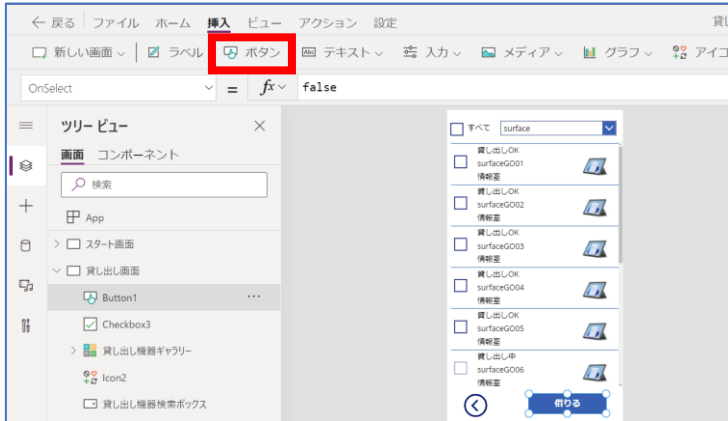 ← 戻る ファイル ホーム 挿入 ビュー アクション 設定 貸し
新しい画面 ラベル ボタン Abc テキスト 入力 メディア グラフ アイコ
OnSelect = fx false
ツリー ビュー
画面 コンポーネント
検索
App
スタート画面
貸し出し画面
Button1 ...
Checkbox3
貸し出し機器ギャラリー
Icon2
貸し出し機器検索ボックス
すべて surface
貸し出しOK
surfaceGO01
情報室
貸し出しOK
surfaceGO02
情報室
貸し出しOK
surfaceGO03
情報室
貸し出しOK
surfaceGO04
情報室
貸し出しOK
surfaceGO05
情報室
貸し出し中
surfaceGO06
情報室
借りる